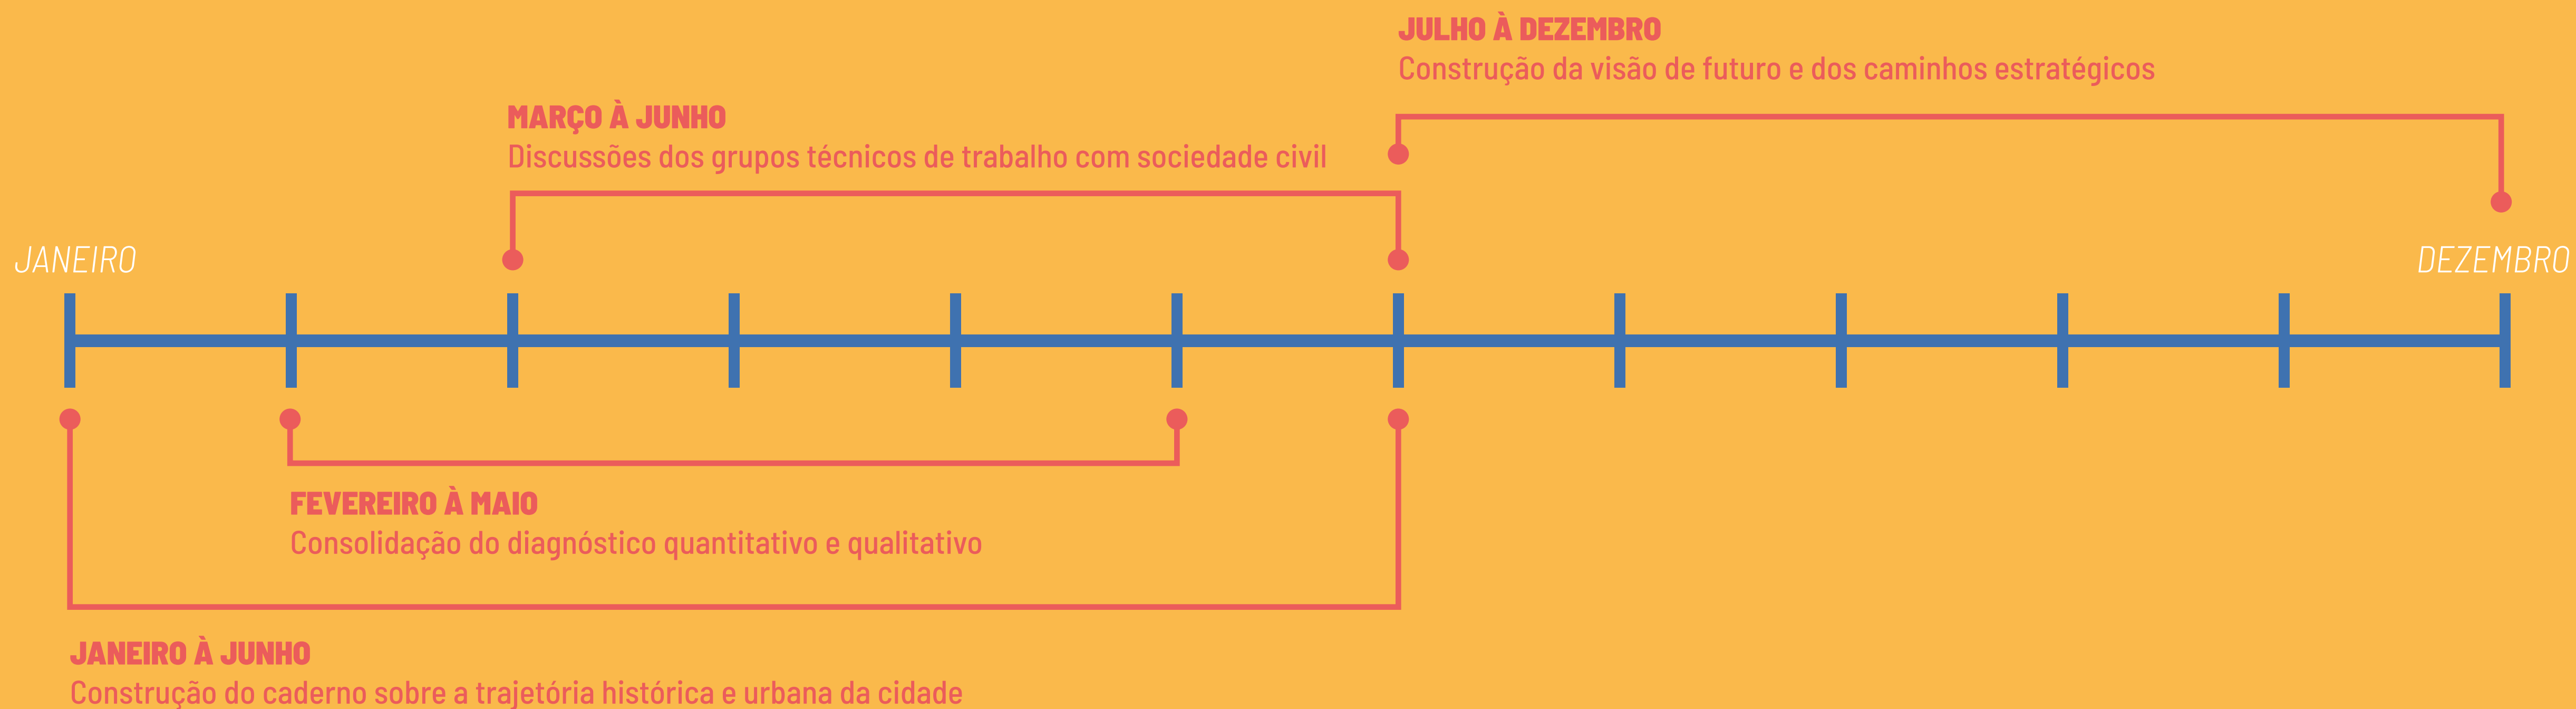 JULHO À DEZEMBRO
Construção da visão de futuro e dos caminhos estratégicos
MARÇO À JUNHO
Discussões dos grupos técnicos de trabalho com sociedade civil
JANEIRO
DEZEMBRO
FEVEREIRO À MAIO
Consolidação do diagnóstico quantitativo e qualitativo
JANEIRO À JUNHO
Construção do caderno sobre a trajetória histórica e urbana da cidade